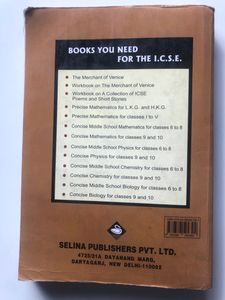 BOOKS YOU NEED
FOR THE I.C.S.E.
The Merchant of Venice
Workbook on The Merchant of Venice
Workbook on A Collection of ICSE
Poems and Short Stories
Precise Mathematics for L.K.G. and H.K.G.
Precise Mathematics for classes I to V
Concise Middle School Mathematics for classes 6 to 8
Concise Mathematics for classes 9 and 10
Concise Middle School Physics for classes 6 to 8
Concise Physics for classes 9 and 10
Concise Middle School Chemistry for classes 6 to 8
Concise Chemistry for classes 9 and 10
Concise Middle School Biology for classes 6 to 8
Concise Biology for classes 9 and 10
SELINA PUBLISHERS PVT. LTD.
4725/21A DAYANAND MARG,
DARYAGANJ, NEW DELHI-110002